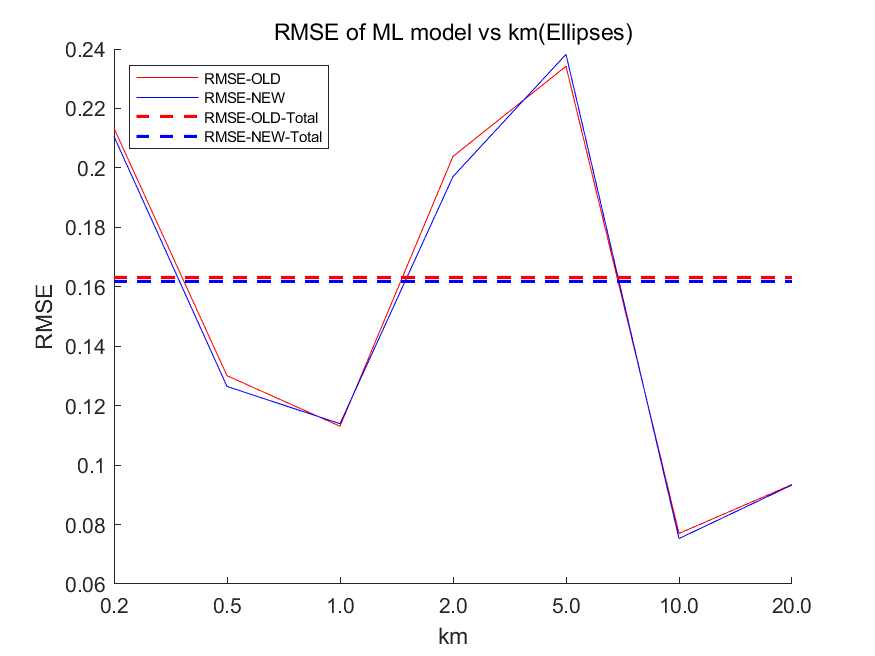 RMSE of ML model vs km(Ellipses)
0.24
0.22
0.2
0.18
0.16
0.14
0.12
0.1
0.08
0.06
RMSE
RMSE-OLD
RMSE-NEW
RMSE-OLD-Total
RMSE-NEW-Total
0.2 0.5 1.0 2.0 5.0 10.0 20.0
km